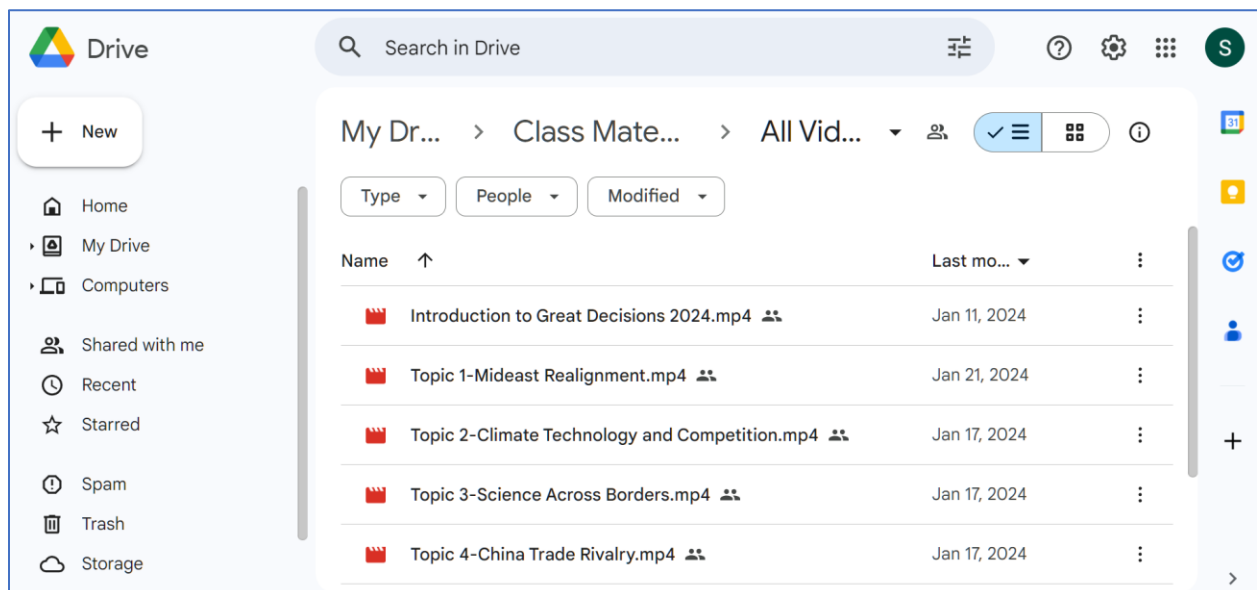 Drive
Search in Drive
S
New
My Dr... > Class Mate... > All Vid...
Type People Modified
Home
My Drive
Computers
Shared with me
Recent
Starred
Spam
Trash
Storage
Name Last mo...
Introduction to Great Decisions 2024.mp4 Jan 11, 2024
Topic 1-Mideast Realignment.mp4 Jan 21, 2024
Topic 2-Climate Technology and Competition.mp4 Jan 17, 2024
Topic 3-Science Across Borders.mp4 Jan 17, 2024
Topic 4-China Trade Rivalry.mp4 Jan 17, 2024
31